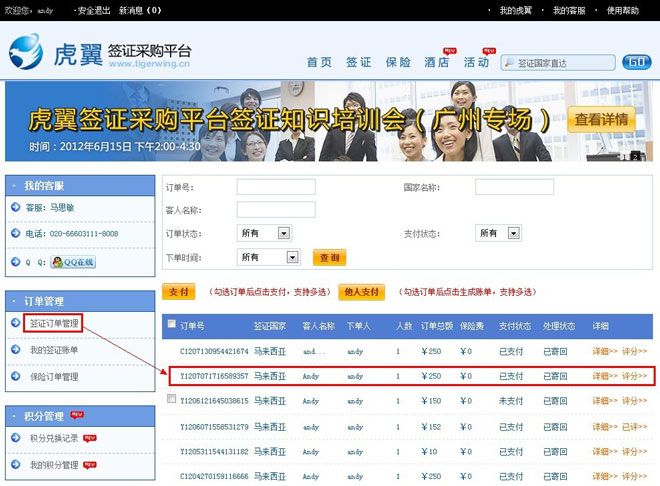 欢迎您, andy ·安全退出 新消息 (0) · 我的虎翼 · 我的客服 · 使用帮助
虎翼 签证采购平台
www.tigerwing.cn
首页 签证 保险 酒店 活动 签证国家直达 GO
虎翼签证采购平台签证知识培训会(广州专场)
查看详情
时间:2012年6月15日 下午2:00-4:30
2
· 我的客服
客服: 马思敏
电话: 020-66603111-8008
Q Q: QQ在线
订单号: 国家名称:
客人名称:
订单状态: 所有 支付状态: 所有
下单时间: 所有 查询
支付 (勾选订单后点击支付,支持多选) 他人支付 (勾选订单后点击生成账单,支持多选)
· 订单管理
签证订单管理
我的签证账单
保险订单管理
· 积分管理
积分兑换记录
我的积分管理
订单号 签证国家 客人名称 下单人 人数 订单总额 保险费 支付状态 处理状态 详细
C1207130954421674 马来西亚 and... andy 1 ￥250 ￥0 已支付 已寄回 详细>> 评分>>
Y1207071716589357 马来西亚 Andy andy 1 ￥250 ￥0 已支付 已寄回 详细>> 评分>>
Y1206121645038615 马来西亚 Andy andy 1 ￥150 ￥0 未支付 已寄回 详细>> 评分>>
Y1206071558531279 马来西亚 Andy andy 1 ￥152 ￥0 已支付 已寄回 详细>> 已评>>
Y1205311544131182 马来西亚 Andy andy 1 ￥10 ￥0 已支付 已寄回 详细>> 评分>>
C1204270159116666 马来西亚 Andy andy 1 ￥250 ￥0 已支付 已寄回 详细>> 评分>>